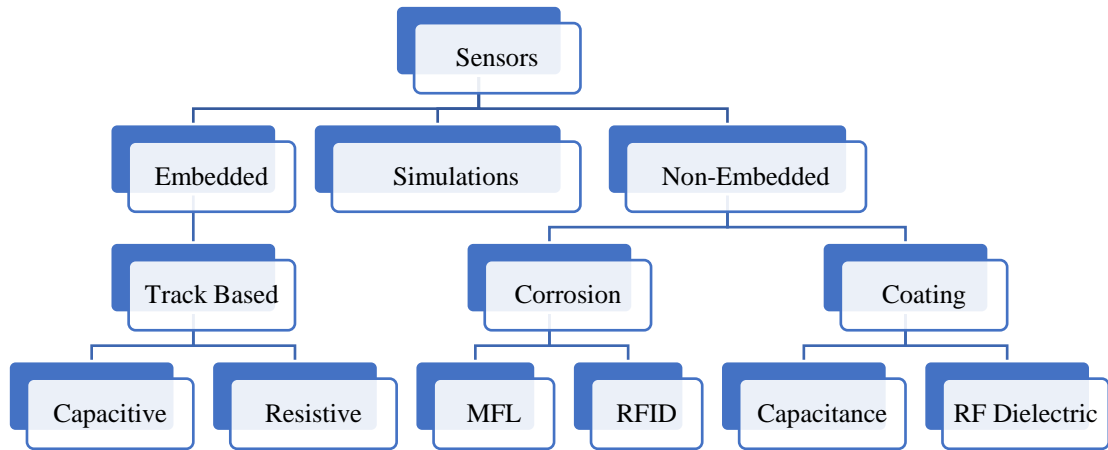 Sensors
Embedded
Simulations
Non-Embedded
Track Based
Corrosion
Coating
Capacitive
Resistive
MFL
RFID
Capacitance
RF Dielectric